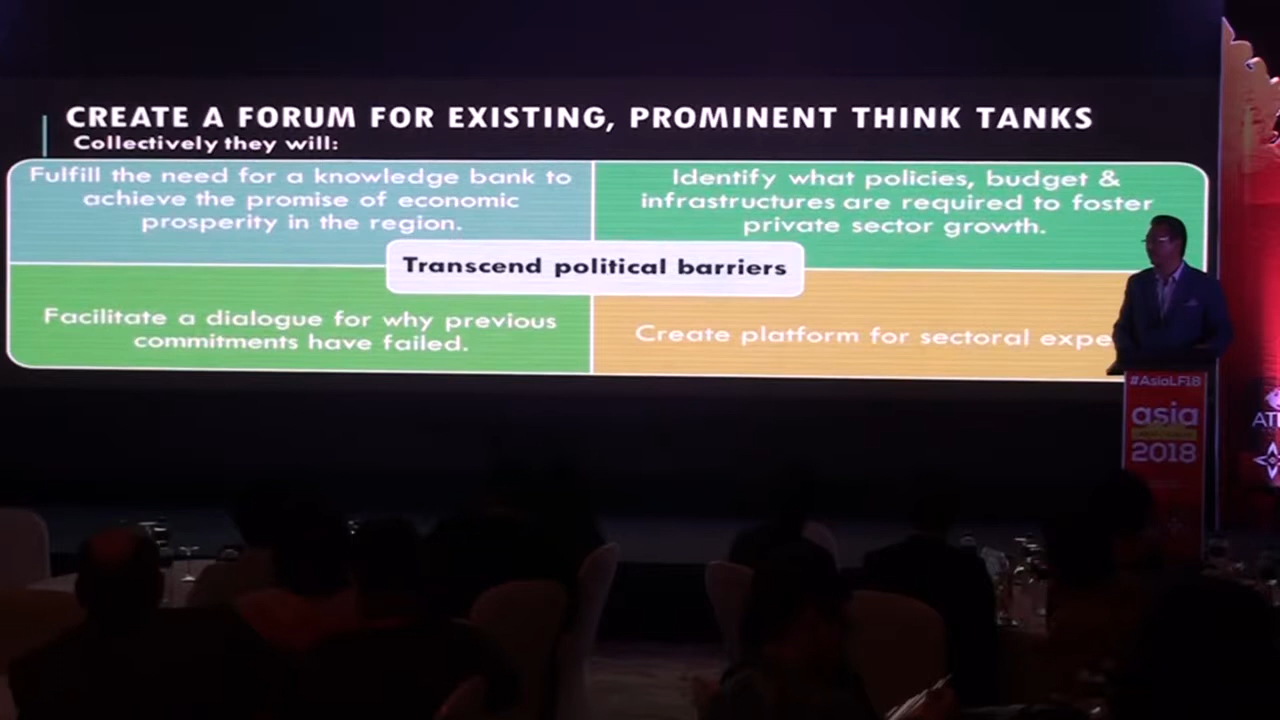 CREATE A FORUM FOR EXISTING, PROMINENT THINK TANKS
Collectively they will:
Fulfill the need for a knowledge bank to
achieve the promise of economic
prosperity in the region.
Identify what policies, budget &
infrastructures are required to foster
private sector growth.
Transcend political barriers
Facilitate a dialogue for why previous
commitments have failed.
Create platform for sectoral expe
#AsiaLF18
asia
2018